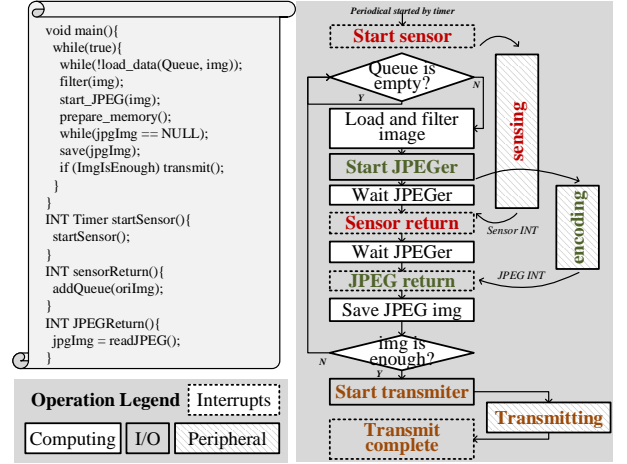 void main(){
while(true){
while(!load_data(Queue, img));
filter(img);
start_JPEG(img);
prepare_memory();
while(jpgImg == NULL);
save(jpgImg);
if (ImgIsEnough) transmit();
}
}
INT Timer startSensor(){
startSensor();
}
INT sensorReturn(){
addQueue(oriImg);
}
INT JPEGReturn(){
jpgImg = readJPEG();
}
Operation Legend
Interrupts
Computing
I/O
Peripheral
Periodical started by timer
Start sensor
Queue is
empty?
Y
N
Load and filter
image
Start JPEGer
Wait JPEGer
Sensor return
Wait JPEGer
JPEG return
Save JPEG img
img is
enough?
N
Y
Start transmiter
Transmit
complete
sensing
Sensor INT
encoding
JPEG INT
Transmitting